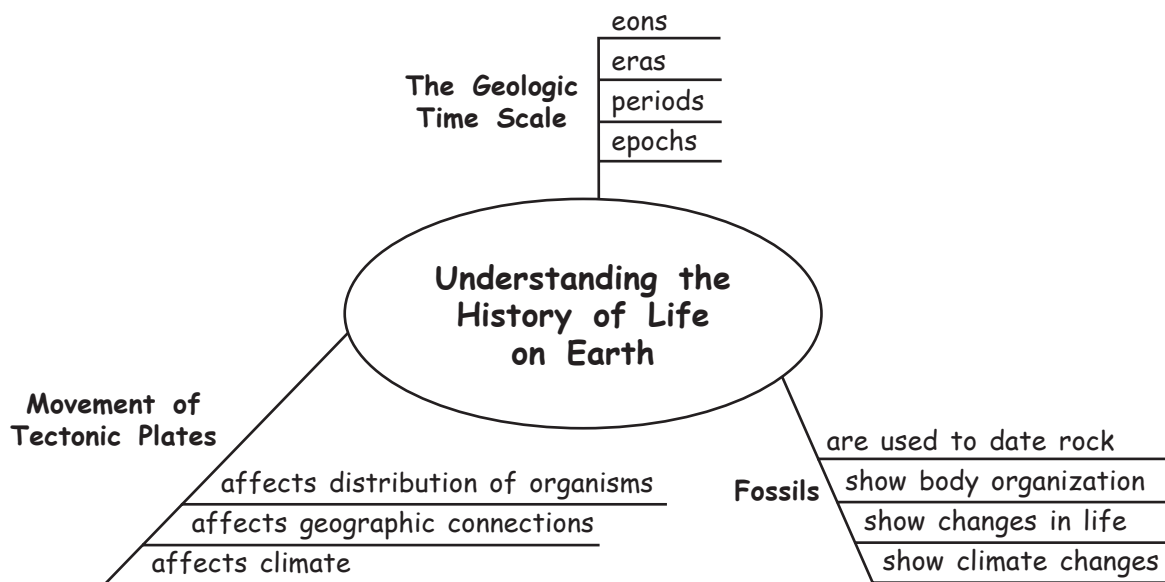 eons
eras
periods
epochs
The Geologic
Time Scale
Understanding the
History of Life
on Earth
Movement of
Tectonic Plates
affects distribution of organisms
affects geographic connections
affects climate
Fossils
are used to date rock
show body organization
show changes in life
show climate changes